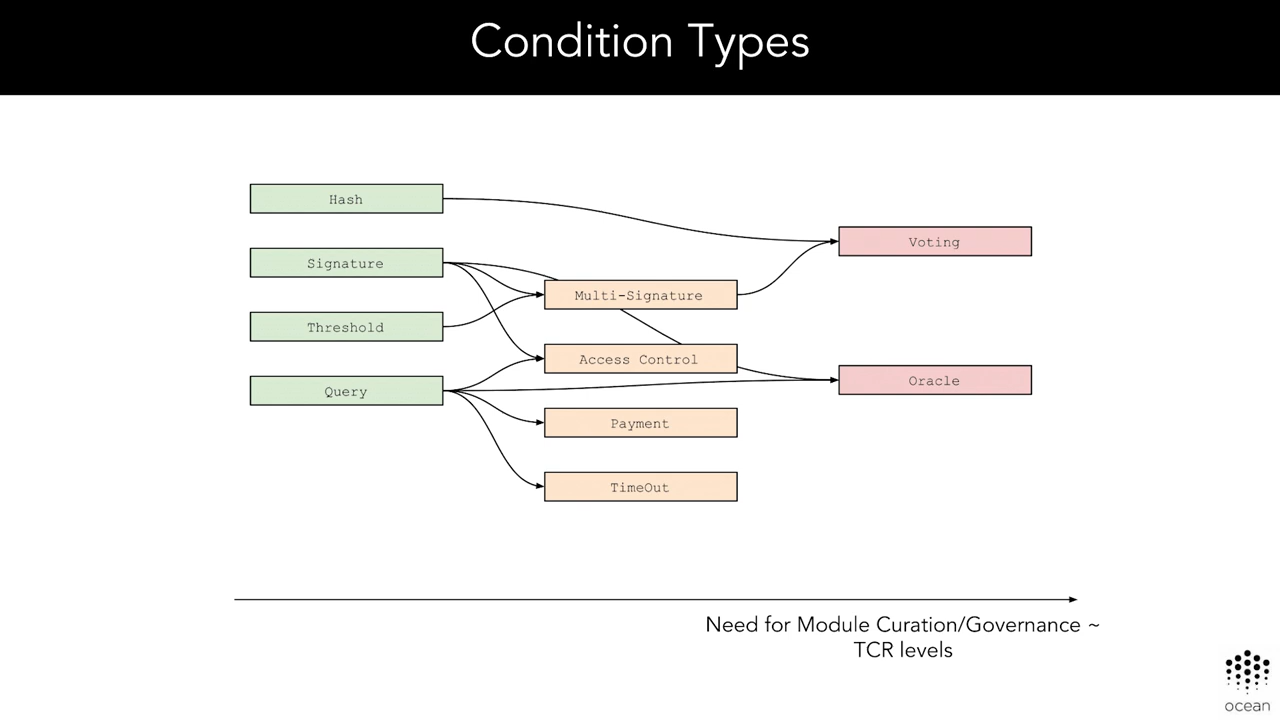 Condition Types
Hash
Signature
Threshold
Query
Multi-Signature
Access Control
Payment
TimeOut
Voting
Oracle
Need for Module Curation/Governance ~
TCR levels
ocean